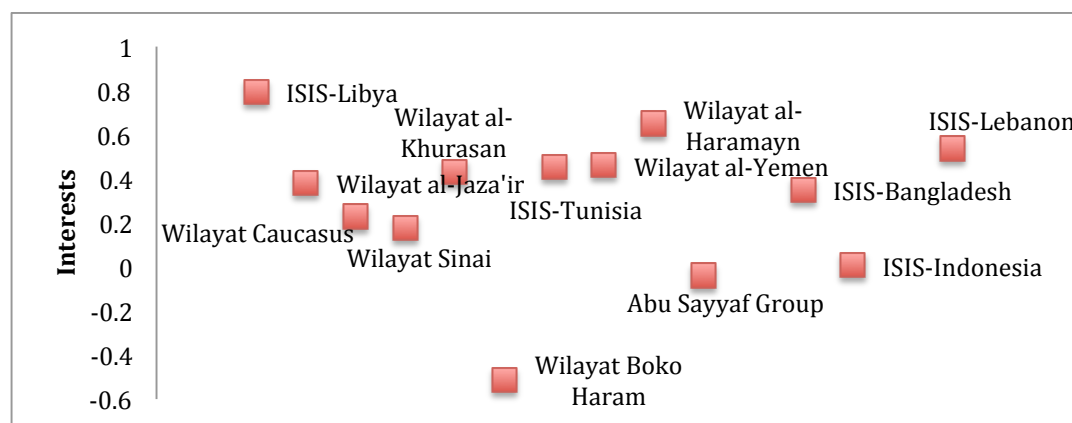 1
0.8
0.6
0.4
0.2
0
-0.2
-0.4
-0.6
Interests
ISIS-Libya
Wilayat al-
Khurasan
Wilayat al-
Haramayn
ISIS-Lebanon
Wilayat al-Jaza'ir
Wilayat al-Yemen
ISIS-Tunisia
ISIS-Bangladesh
Wilayat Caucasus
Wilayat Sinai
ISIS-Indonesia
Abu Sayyaf Group
Wilayat Boko
Haram